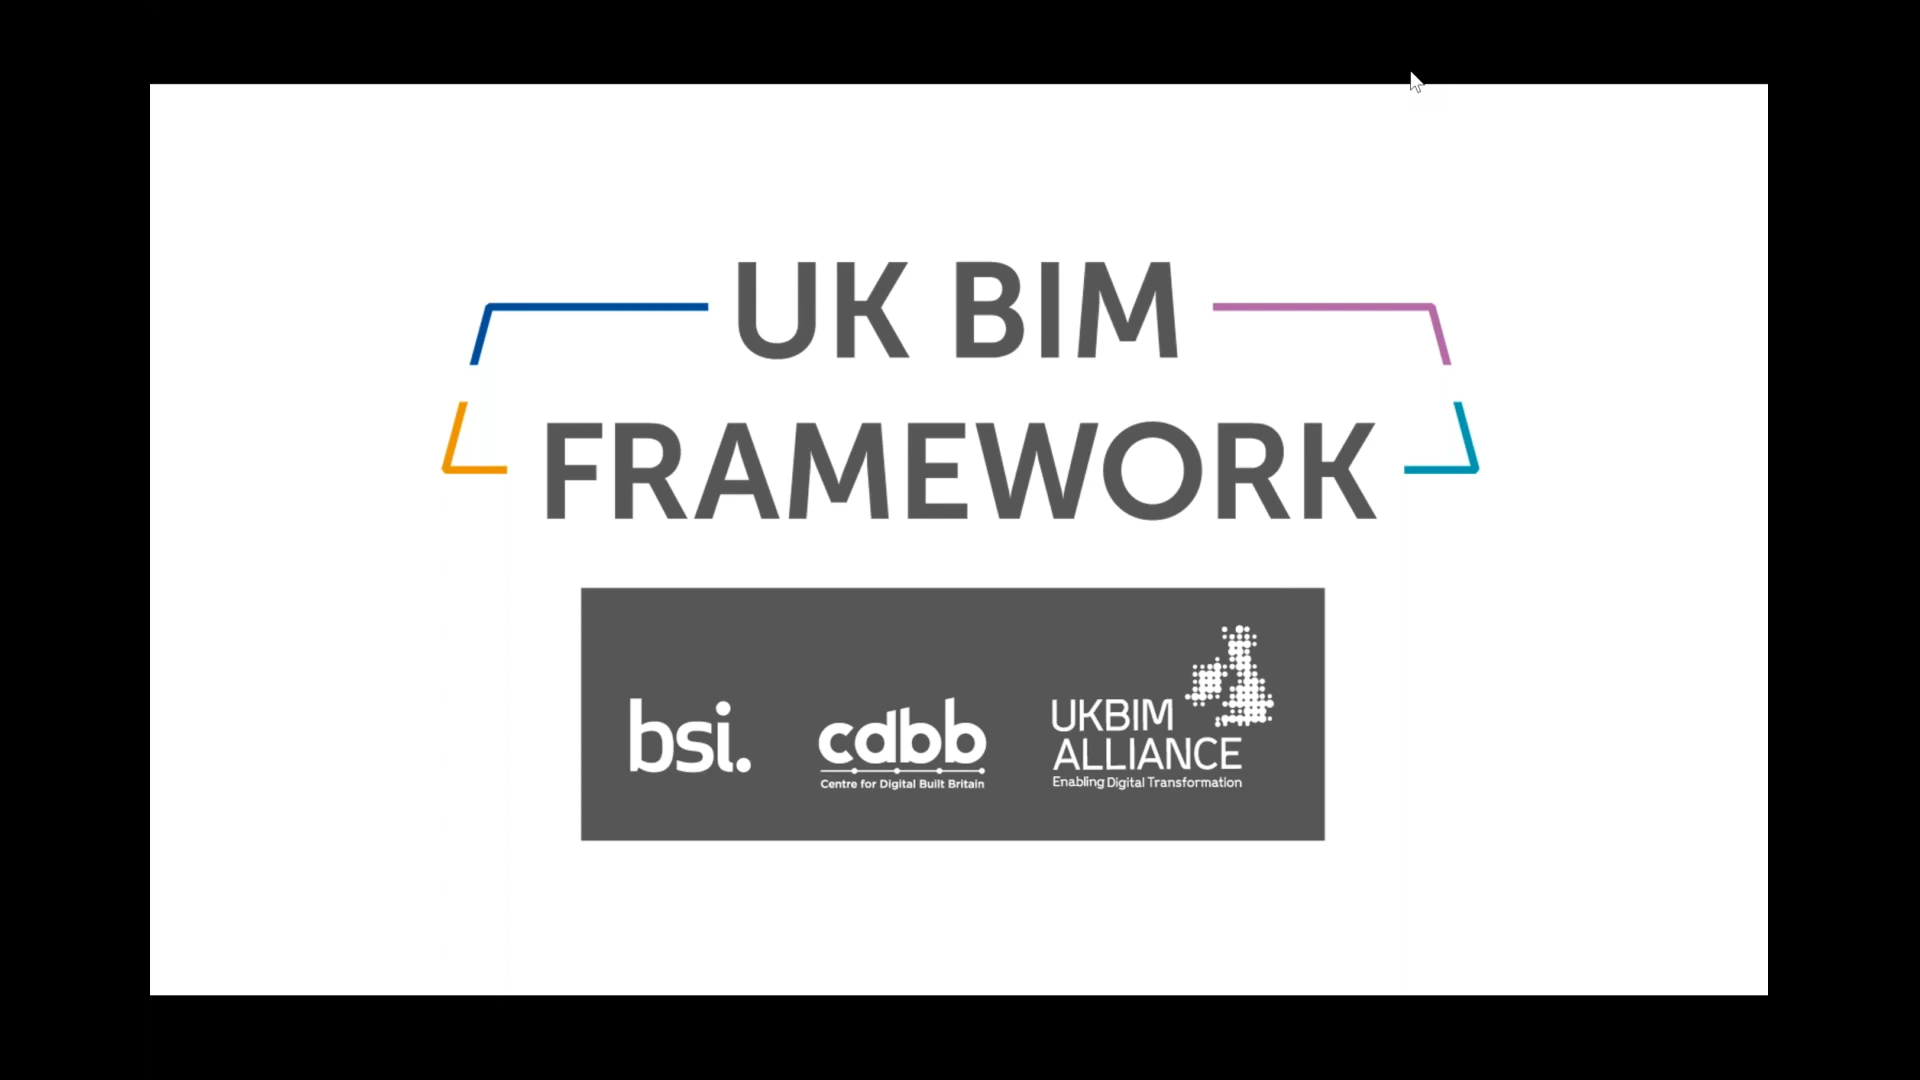 UK BIM
FRAMEWORK
bsi.
cdbb
Centre for Digital Built Britain
UKBIM
ALLIANCE
Enabling Digital Transformation